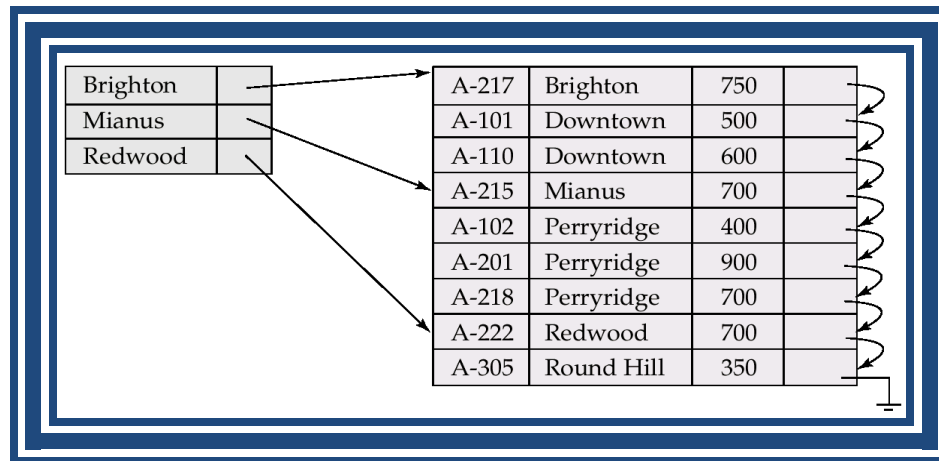 Brighton
Mianus
Redwood
A-217 Brighton 750
A-101 Downtown 500
A-110 Downtown 600
A-215 Mianus 700
A-102 Perryridge 400
A-201 Perryridge 900
A-218 Perryridge 700
A-222 Redwood 700
A-305 Round Hill 350